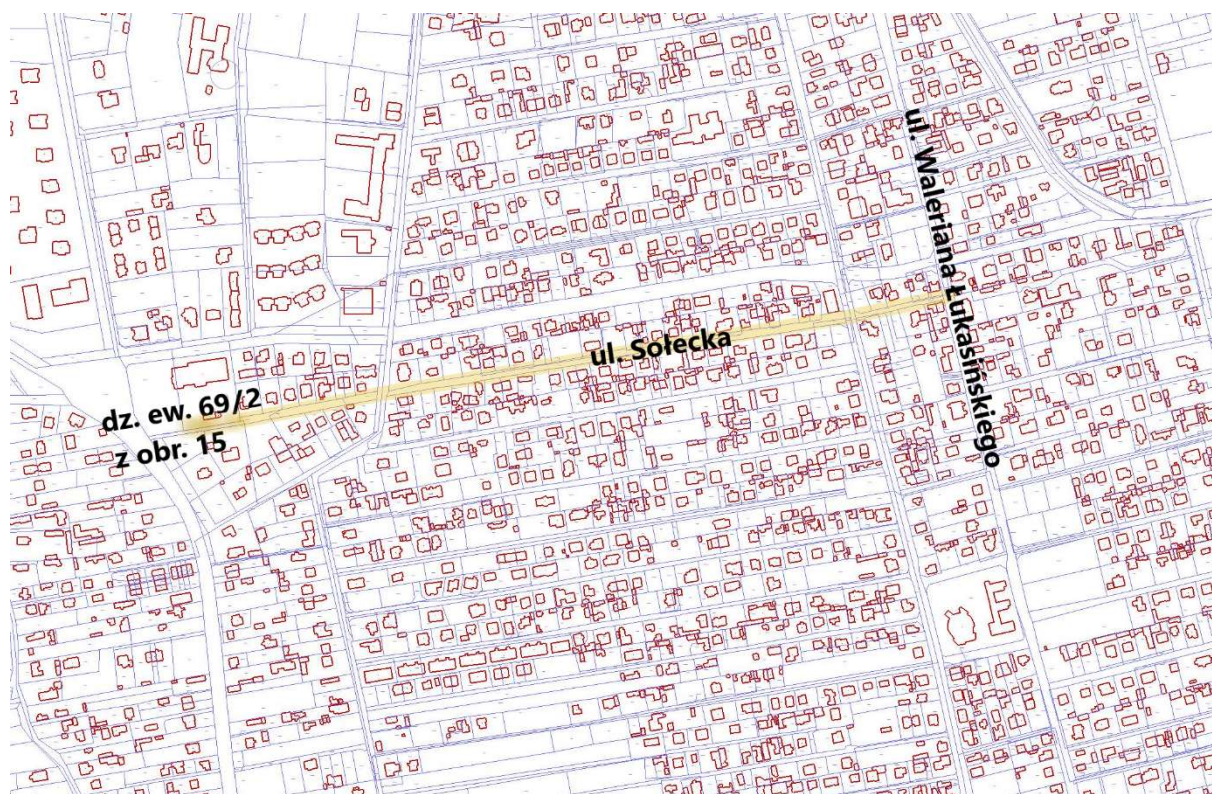 ul. Waleriana Łukasińskiego
ul. Sołecka
dz. ew. 69/2
z obr. 15